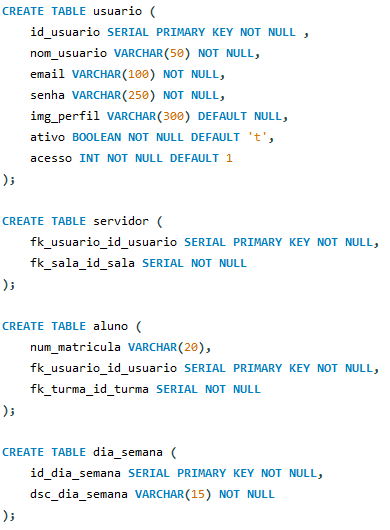 CREATE TABLE usuario (
    id_usuario SERIAL PRIMARY KEY NOT NULL ,
    nom_usuario VARCHAR(50) NOT NULL,
    email VARCHAR(100) NOT NULL,
    senha VARCHAR(250) NOT NULL,
    img_perfil VARCHAR(300) DEFAULT NULL,
    ativo BOOLEAN NOT NULL DEFAULT 't',
    acesso INT NOT NULL DEFAULT 1
);

CREATE TABLE servidor (
    fk_usuario_id_usuario SERIAL PRIMARY KEY NOT NULL,
    fk_sala_id_sala SERIAL NOT NULL
);

CREATE TABLE aluno (
    num_matricula VARCHAR(20),
    fk_usuario_id_usuario SERIAL PRIMARY KEY NOT NULL,
    fk_turma_id_turma SERIAL NOT NULL
);

CREATE TABLE dia_semana (
    id_dia_semana SERIAL PRIMARY KEY NOT NULL,
    dsc_dia_semana VARCHAR(15) NOT NULL
);